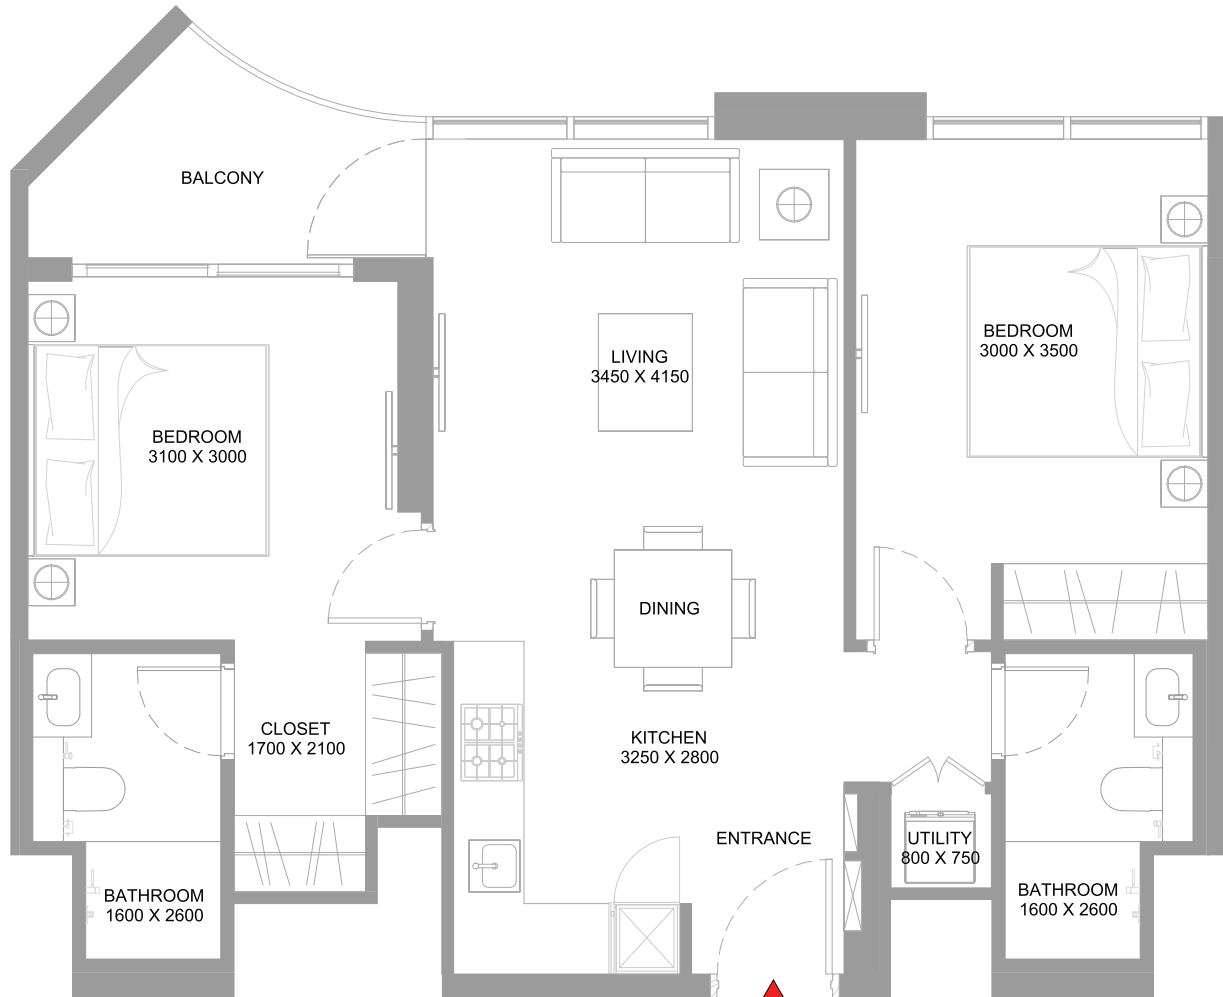 BALCONY
BEDROOM
3000 X 3500
LIVING
3450 X 4150
BEDROOM
3100 X 3000
DINING
CLOSET
1700 X 2100
KITCHEN
3250 X 2800
ENTRANCE
UTILITY
800 X 750
BATHROOM
1600 X 2600
BATHROOM
1600 X 2600